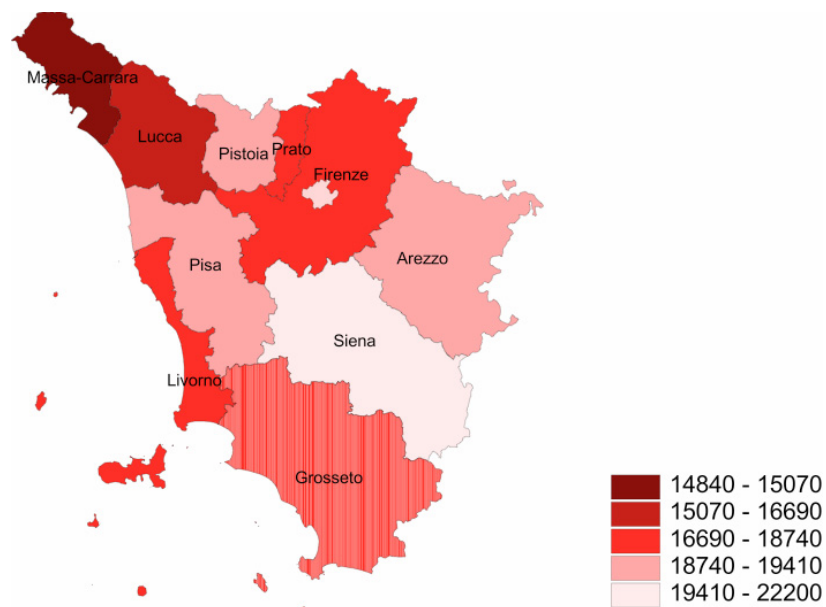 Massa-Carrara
Lucca
Pistoia
Prato
Firenze
Arezzo
Pisa
Siena
Livorno
Grosseto
14840 - 15070
15070 - 16690
16690 - 18740
18740 - 19410
19410 - 22200